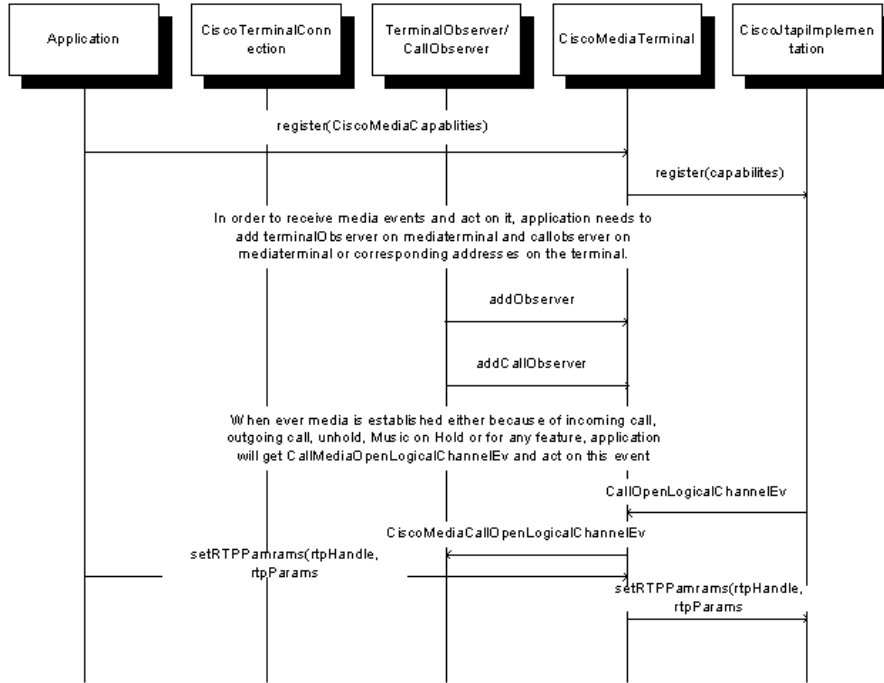 Application
CiscoTerminalConn
ection
TerminalObserver/
CallObserver
CiscoMediaTerminal
CiscoJtapiImplemen
tation
register(CiscoMediaCapablities)
register(capabilites)
In order to receive media events and act on it, application needs to
add terminalObserver on mediaterminal and callobserver on
mediaterminal or corresponding addresses on the terminal.
addObserver
addCallObserver
When ever media is established either because of incoming call,
outgoing call, unhold, Music on Hold or for any feature, application
will get CallMediaOpenLogicalChannelEv and act on this event
CallOpenLogicalChannelEv
CiscoMediaCallOpenLogicalChannelEv
setRTPPamrams(rtpHandle,
rtpParams
setRTPPamrams(rtpHandle,
rtpParams